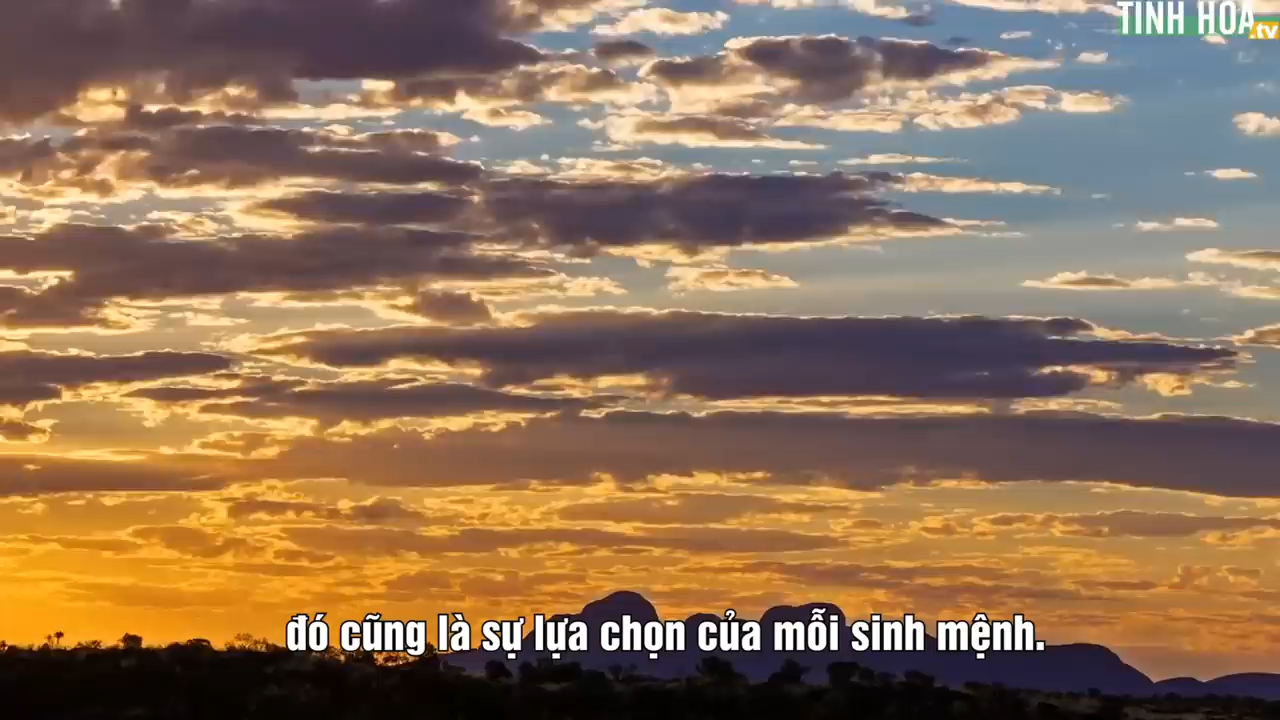 TINH HOA
.tv
đó cũng là sự lựa chọn của mỗi sinh mệnh.